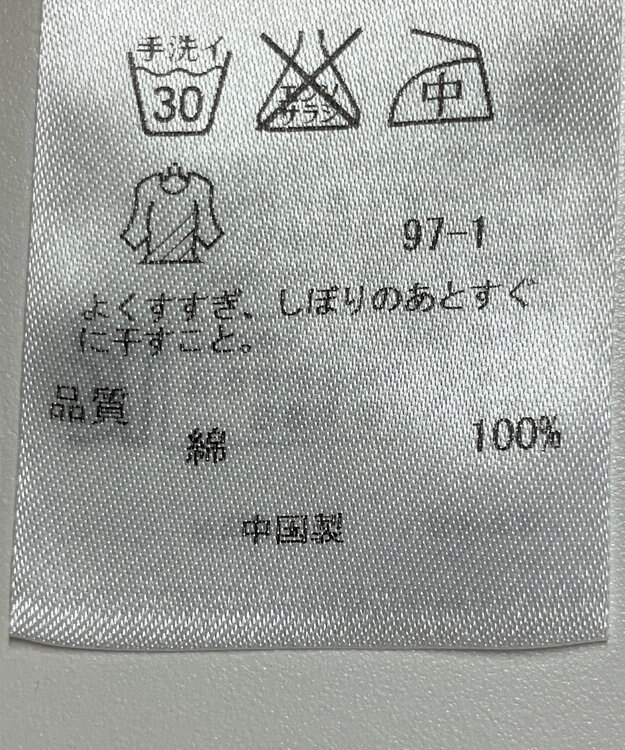 手洗イ
30
エンソ
サラシ
中
97-1
よくすすぎ、しぼりのあとすぐ
に干すこと。
品質
綿 100%
中国製